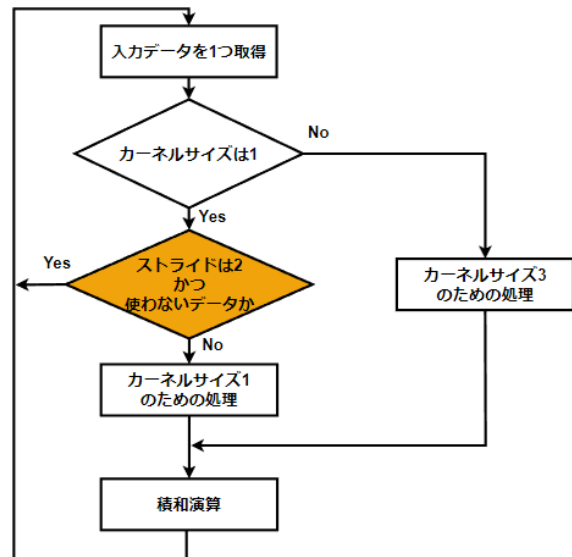 入力データを1つ取得
カーネルサイズは1
No
Yes
ストライドは2
かつ
使わないデータか
Yes
No
カーネルサイズ3
のための処理
カーネルサイズ1
のための処理
積和演算